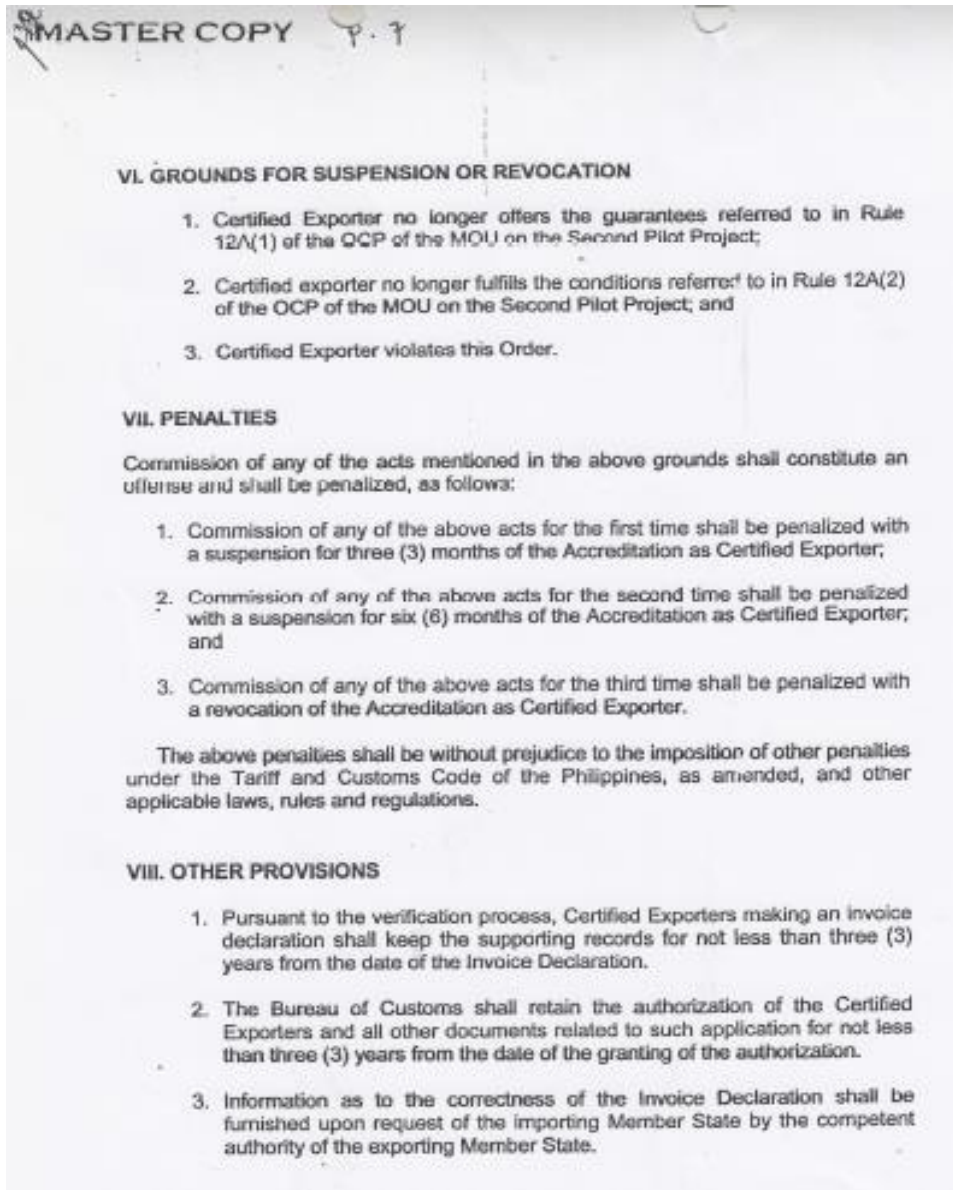 MASTER COPY p. 7
VI. GROUNDS FOR SUSPENSION OR REVOCATION
1. Certified Exporter no longer offers the guarantees referred to in Rule
12A(1) of the OCP of the MOU on the Second Pilot Project;
2. Certified exporter no longer fulfills the conditions referred to in Rule 12A(2)
of the OCP of the MOU on the Second Pilot Project; and
3. Certified Exporter violates this Order.
VII. PENALTIES
Commission of any of the acts mentioned in the above grounds shall constitute an
offense and shall be penalized, as follows:
1. Commission of any of the above acts for the first time shall be penalized with
a suspension for three (3) months of the Accreditation as Certified Exporter;
2. Commission of any of the above acts for the second time shall be penalized
with a suspension for six (6) months of the Accreditation as Certified Exporter;
and
3. Commission of any of the above acts for the third time shall be penalized with
a revocation of the Accreditation as Certified Exporter.
The above penalties shall be without prejudice to the imposition of other penalties
under the Tariff and Customs Code of the Philippines, as amended, and other
applicable laws, rules and regulations.
VIII. OTHER PROVISIONS
1. Pursuant to the verification process, Certified Exporters making an invoice
declaration shall keep the supporting records for not less than three (3)
years from the date of the Invoice Declaration.
2. The Bureau of Customs shall retain the authorization of the Certified
Exporters and all other documents related to such application for not less
than three (3) years from the date of the granting of the authorization.
3. Information as to the correctness of the Invoice Declaration shall be
furnished upon request of the importing Member State by the competent
authority of the exporting Member State.